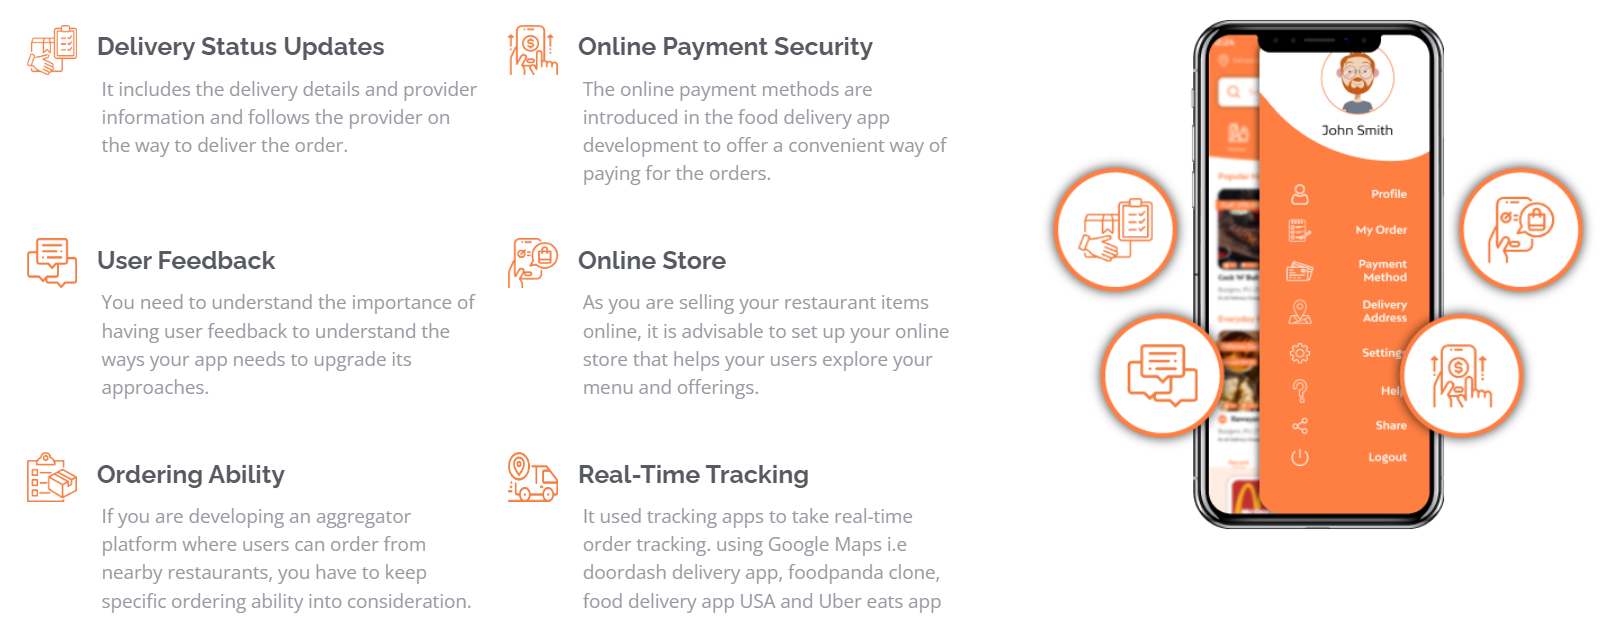 Delivery Status Updates
It includes the delivery details and provider
information and follows the provider on
the way to deliver the order.
Online Payment Security
The online payment methods are
introduced in the food delivery app
development to offer a convenient way of
paying for the orders.
User Feedback
You need to understand the importance of
having user feedback to understand the
ways your app needs to upgrade its
approaches.
Online Store
As you are selling your restaurant items
online, it is advisable to set up your online
store that helps your users explore your
menu and offerings.
Ordering Ability
If you are developing an aggregator
platform where users can order from
nearby restaurants, you have to keep
specific ordering ability into consideration.
Real-Time Tracking
It used tracking apps to take real-time
order tracking. using Google Maps i.e
doordash delivery app, foodpanda clone,
food delivery app USA and Uber eats app
John Smith
Profile
My Order
Payment
Method
Delivery
Address
Setting
Hel
Share
Logout
Popular
Everyday